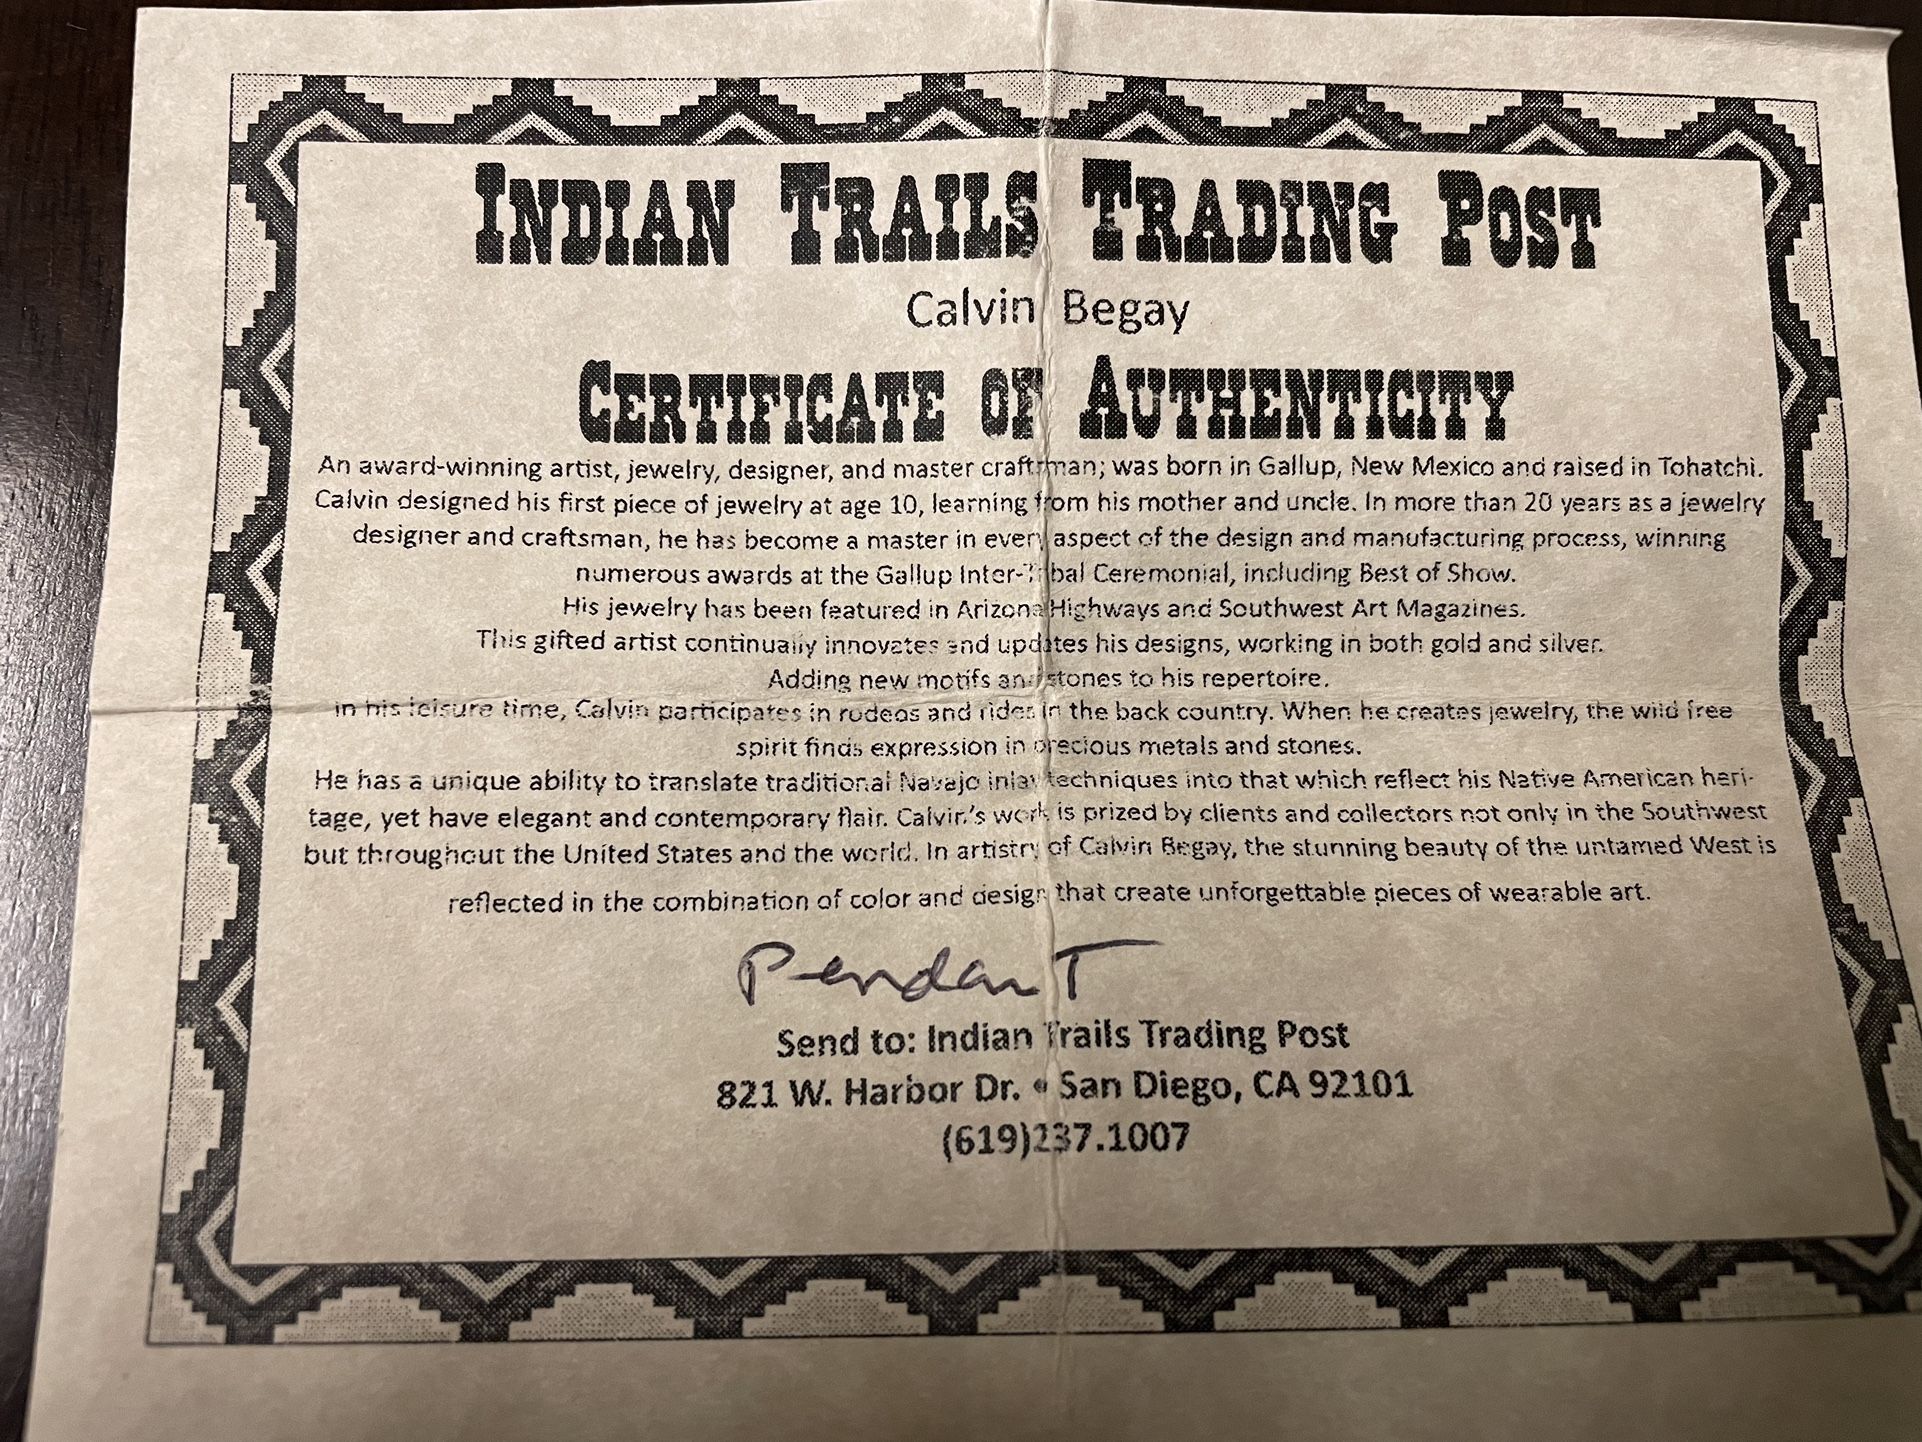 INDIAN TRAILS TRADING POST
Calvin Begay
CERTIFICATE OF AUTHENTICITY
An award-winning artist, jewelry, designer, and master craftman; was born in Gallup, New Mexico and raised in Tohatchi.
Calvin designed his first piece of jewelry at age 10, learning from his mother and uncle. In more than 20 years as a jewelry
designer and craftsman, he has become a master in every aspect of the design and manufacturing process, winning
numerous awards at the Gallup Inter-Tribal Ceremonial, including Best of Show.
His jewelry has been featured in Arizona Highways and Southwest Art Magazines.
This gifted artist continually innovates and updates his designs, working in both gold and silver.
Adding new motifs and stones to his repertoire.
in his leisure time, Calvin participates in rodeos and rides in the back country. When he creates jewelry, the wild free
spirit finds expression in precious metals and stones.
He has a unique ability to translate traditional Navajo inlay techniques into that which reflect his Native American heri-
tage, yet have elegant and contemporary flair. Calvin's work is prized by clients and collectors not only in the Southwest
but throughout the United States and the world. In artistry of Calvin Begay, the stunning beauty of the untamed West is
reflected in the combination of color and design that create unforgettable pieces of wearable art.
PendanT
Send to: Indian Trails Trading Post
821 W. Harbor Dr. • San Diego, CA 92101
(619)237.1007